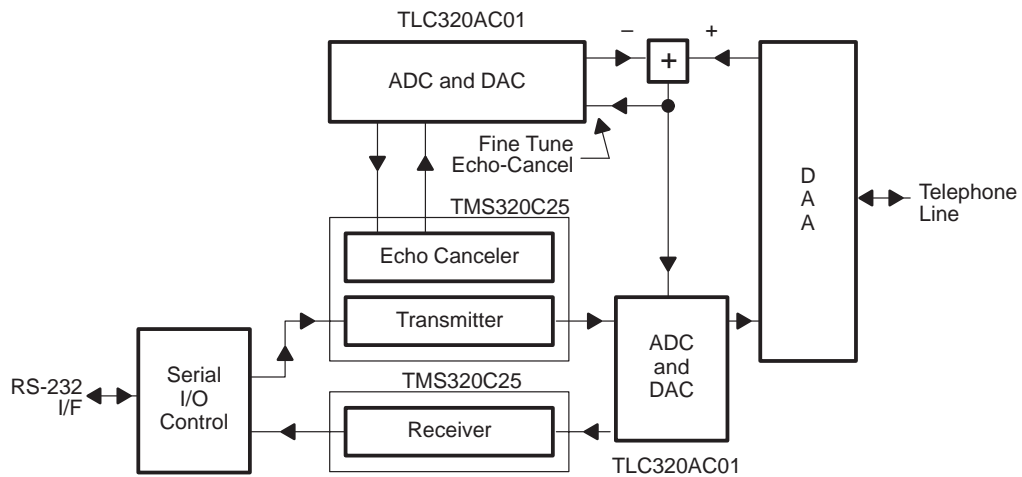 TLC320AC01
ADC and DAC
–
+
+
Fine Tune
Echo-Cancel
D
A
A
Telephone
Line
TMS320C25
Echo Canceler
Transmitter
ADC
and
DAC
TLC320AC01
RS-232
I/F
Serial
I/O
Control
TMS320C25
Receiver